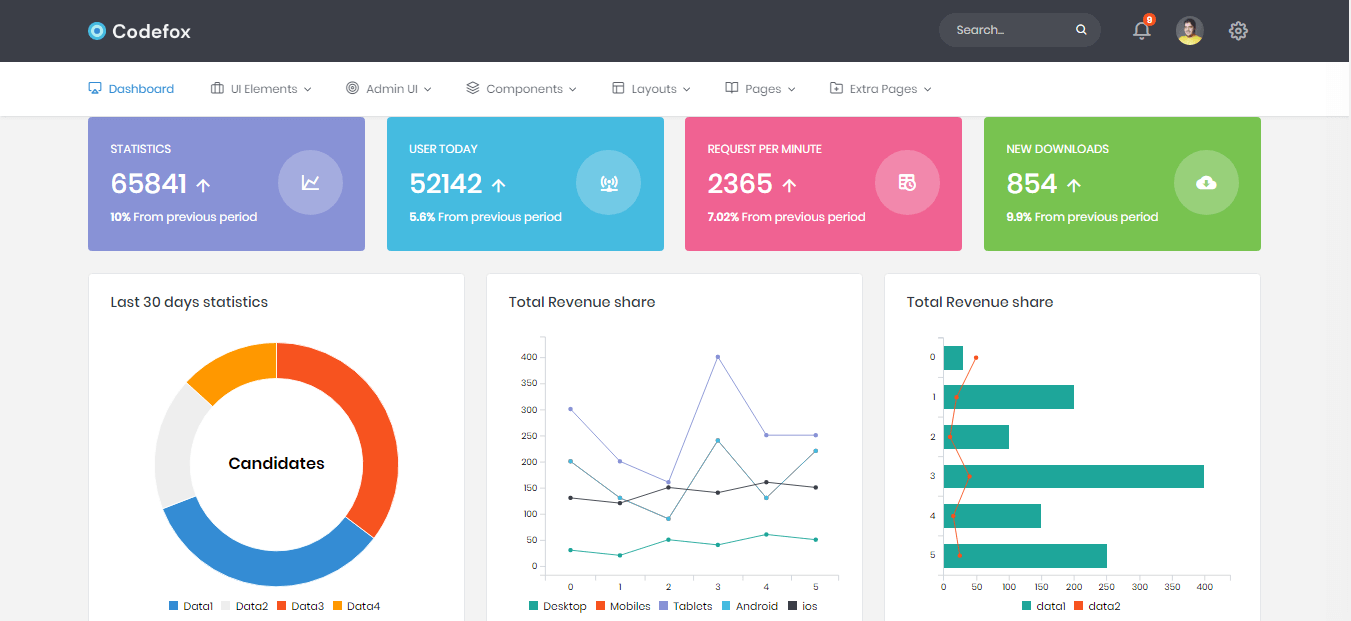 Codefox
Search...
9
Dashboard
UI Elements
Admin UI
Components
Layouts
Pages
Extra Pages
STATISTICS
65841
10% From previous period
USER TODAY
52142
5.6% From previous period
REQUEST PER MINUTE
2365
7.02% From previous period
NEW DOWNLOADS
854
9.9% From previous period
Last 30 days statistics
Candidates
Data1 Data2 Data3 Data4
Total Revenue share
400
350
300
250
200
150
100
50
0
0 1 2 3 4 5
Desktop Mobiles Tablets Android ios
Total Revenue share
0
1
2
3
4
5
0 50 100 150 200 250 300 350 400
data1 data2